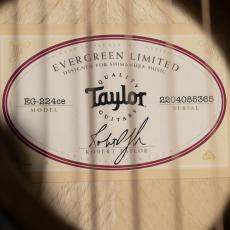 EVERGREEN LIMITED
DESIGNED FOR SHIMAMURA MUSIC
QUALITY
Taylor
GUITARS
EG-224ce
MODEL
2204085365
SERIAL
ROBERT TAYLOR